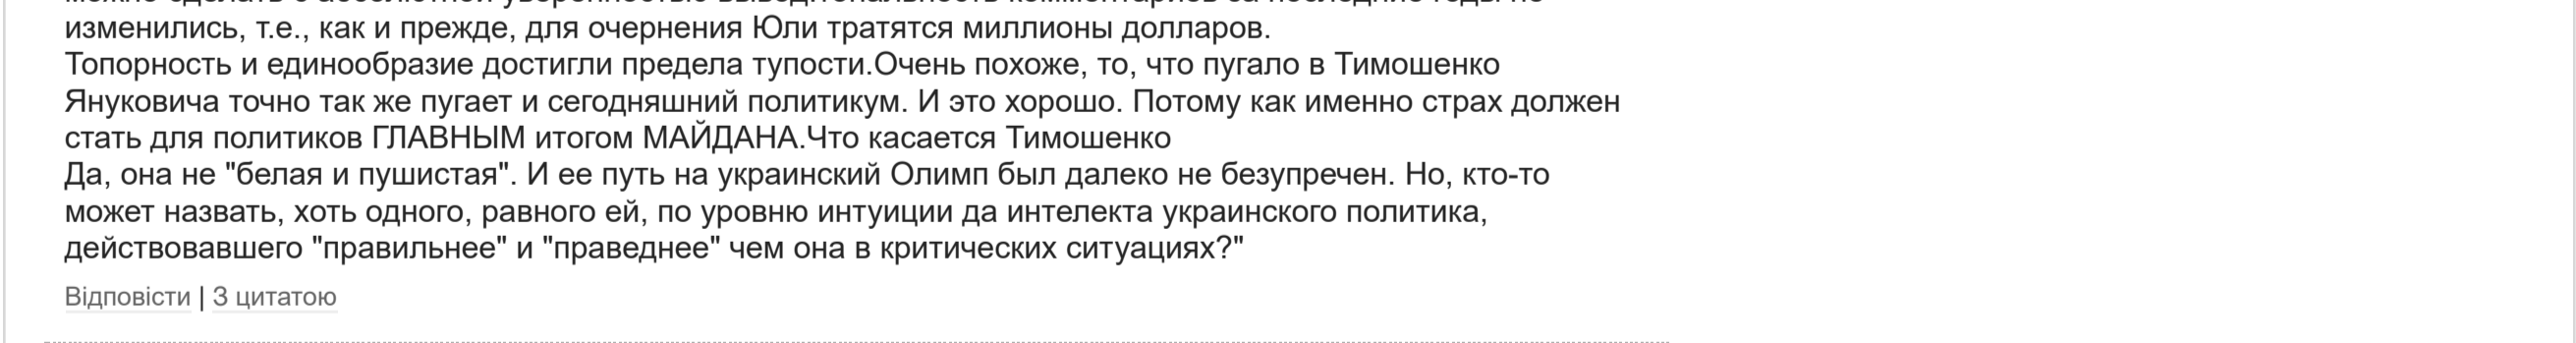 изменились, т.е., как и прежде, для очернения Юли тратятся миллионы долларов.
Топорность и единообразие достигли предела тупости.Очень похоже, то, что пугало в Тимошенко
Януковича точно так же пугает и сегодняшний политикум. И это хорошо. Потому как именно страх должен
стать для политиков ГЛАВНЫМ итогом МАЙДАНА.Что касается Тимошенко
Да, она не "белая и пушистая". И ее путь на украинский Олимп был далеко не безупречен. Но, кто-то
может назвать, хоть одного, равного ей, по уровню интуиции да интелекта украинского политика,
действовавшего "правильнее" и "праведнее" чем она в критических ситуациях?"
Відповісти | З цитатою